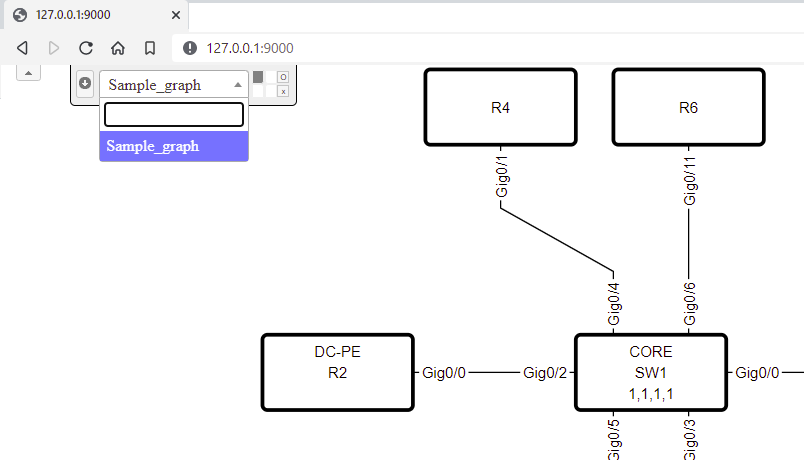 127.0.0.1:9000
127.0.0.1:9000
Sample_graph
O
x
Sample_graph
R4
R6
Gig0/1
Gig0/11
Gig0/4
Gig0/6
DC-PE
R2
Gig0/0
Gig0/2
CORE
SW1
1,1,1,1
Gig0/0
Gig0/5
Gig0/3